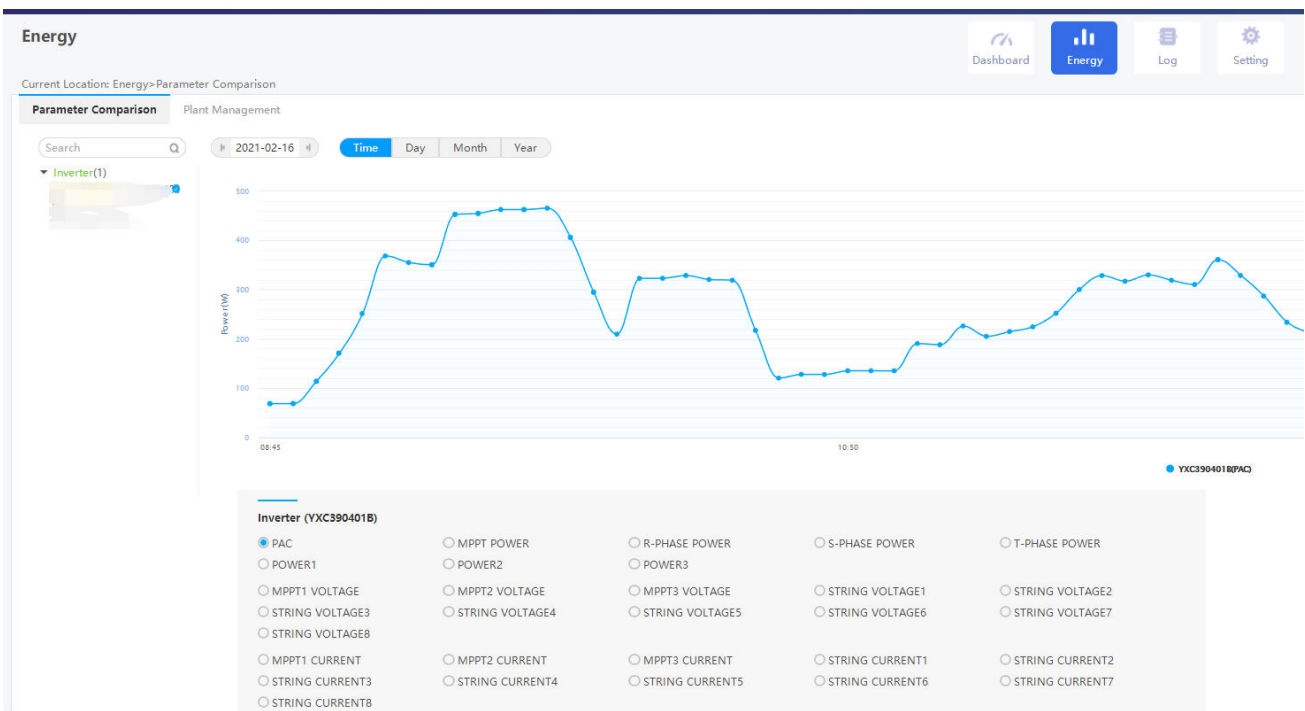 Energy
Dashboard Energy Log Setting
Current Location: Energy>Parameter Comparison
Parameter Comparison Plant Management
Search 2021-02-16 Time Day Month Year
Inverter(1)
500
400
300
Power(W)
200
100
0
08:45 10:50
YXC390401B(PAC)
Inverter (YXC390401B)
PAC MPPT POWER R-PHASE POWER S-PHASE POWER T-PHASE POWER
POWER1 POWER2 POWER3
MPPT1 VOLTAGE MPPT2 VOLTAGE MPPT3 VOLTAGE STRING VOLTAGE1 STRING VOLTAGE2
STRING VOLTAGE3 STRING VOLTAGE4 STRING VOLTAGE5 STRING VOLTAGE6 STRING VOLTAGE7
STRING VOLTAGE8
MPPT1 CURRENT MPPT2 CURRENT MPPT3 CURRENT STRING CURRENT1 STRING CURRENT2
STRING CURRENT3 STRING CURRENT4 STRING CURRENT5 STRING CURRENT6 STRING CURRENT7
STRING CURRENT8